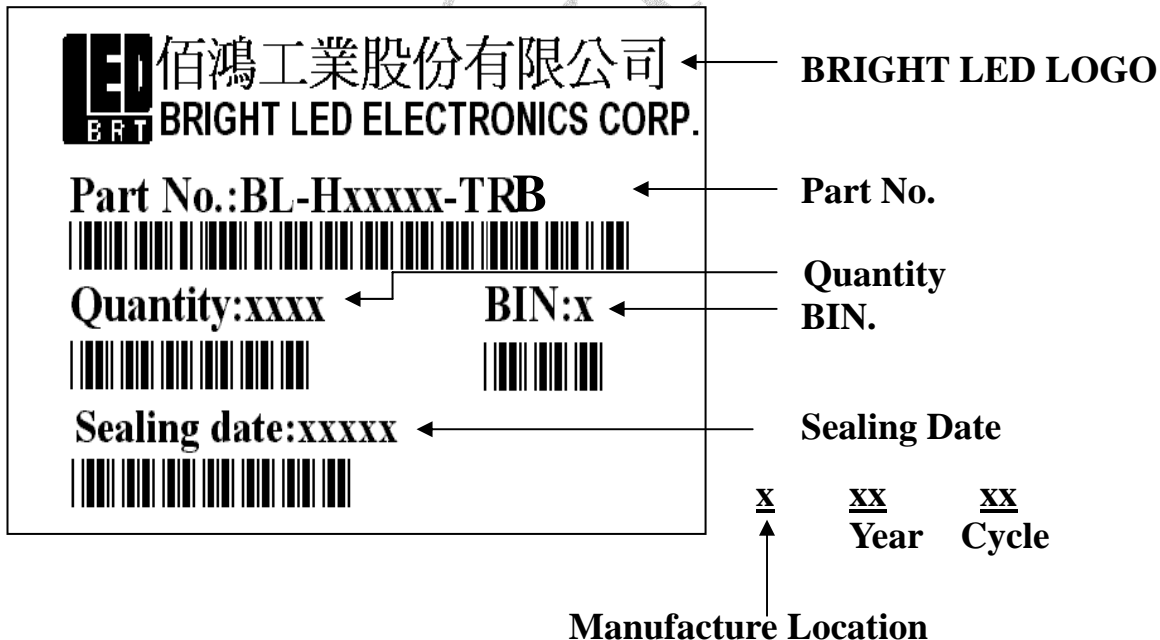 LED 佰鴻工業股份有限公司 BRIGHT LED LOGO
BRT BRIGHT LED ELECTRONICS CORP.
Part No.:BL-Hxxxxx-TRB Part No.
Quantity
Quantity:xxxx BIN:x BIN.
Sealing date:xxxxx Sealing Date
x xx xx
Year Cycle
Manufacture Location